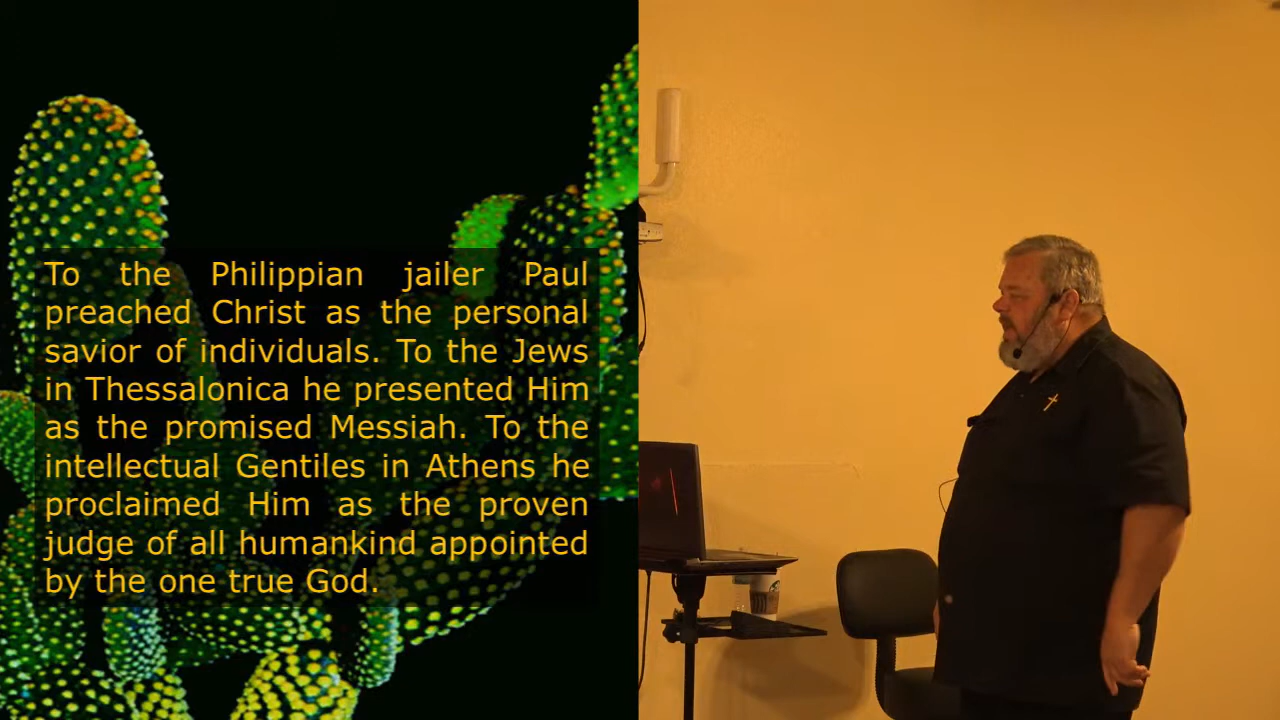 To the Philippian jailer Paul
preached Christ as the personal
savior of individuals. To the Jews
in Thessalonica he presented Him
as the promised Messiah. To the
intellectual Gentiles in Athens he
proclaimed Him as the proven
judge of all humankind appointed
by the one true God.